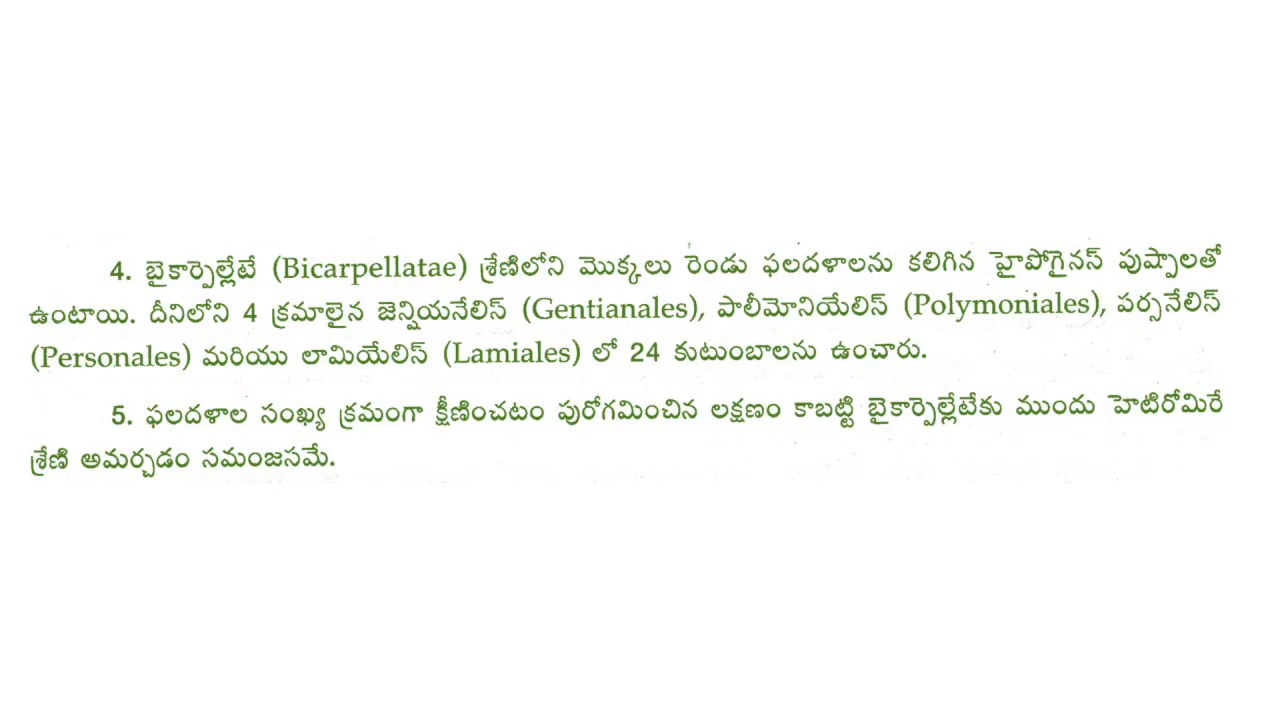 4. బైకార్పెల్లేటే (Bicarpellatae) శ్రేణిలోని మొక్కలు రెండు ఫలదళాలను కలిగిన హైపోగైనస్ పుష్పాలతో
ఉంటాయి. దీనిలోని 4 క్రమాలైన జెన్షియనేలిస్ (Gentianales), పాలీమోనియేలిస్ (Polymoniales), పర్సనేలిస్
(Personales) మరియు లామియేలిస్ (Lamiales) లో 24 కుటుంబాలను ఉంచారు.
5. ఫలదళాల సంఖ్య క్రమంగా క్షీణించటం పురోగమించిన లక్షణం కాబట్టి బైకార్పెల్లేటేకు ముందు హెటిరోమిరే
శ్రేణి అమర్చడం సమంజసమే.